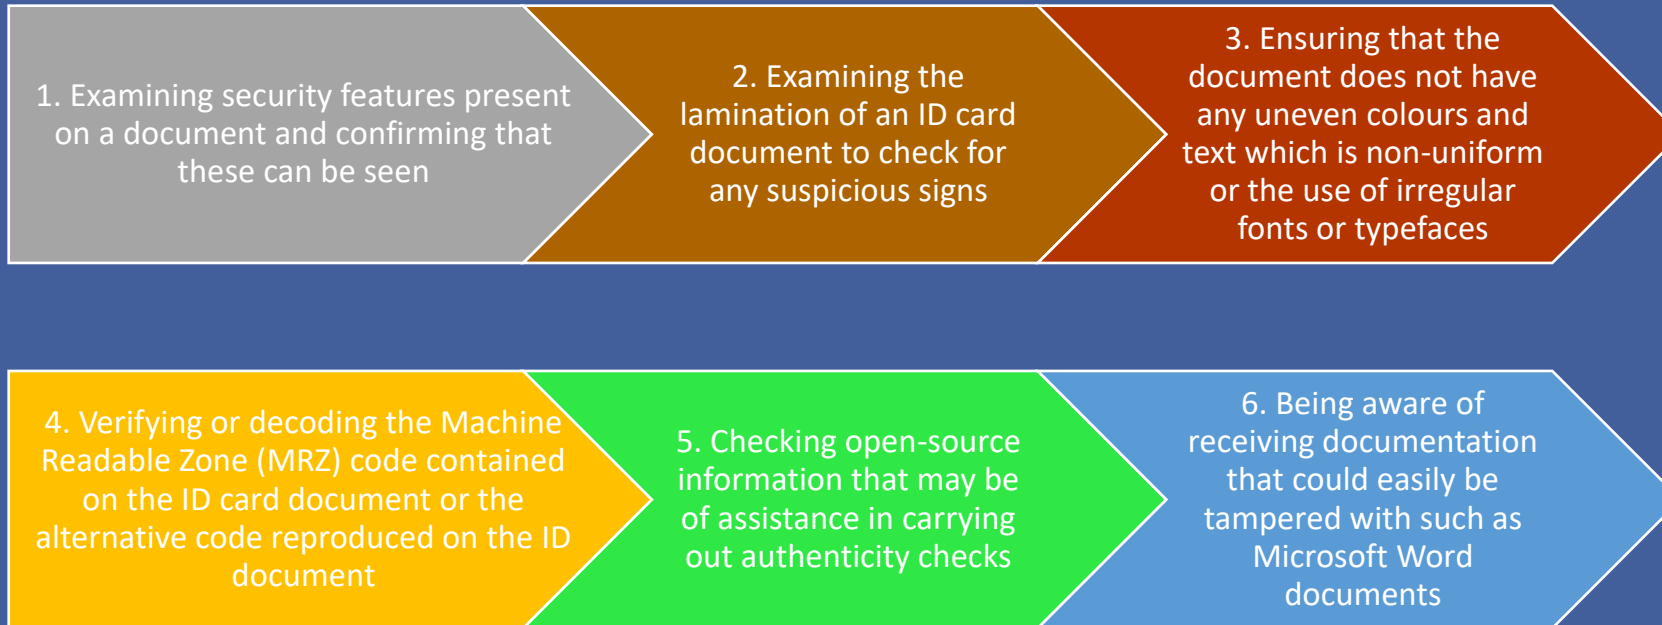 1. Examining security features present
on a document and confirming that
these can be seen
2. Examining the
lamination of an ID card
document to check for
any suspicious signs
3. Ensuring that the
document does not have
any uneven colours and
text which is non-uniform
or the use of irregular
fonts or typefaces
4. Verifying or decoding the Machine
Readable Zone (MRZ) code contained
on the ID card document or the
alternative code reproduced on the ID
document
5. Checking open-source
information that may be
of assistance in carrying
out authenticity checks
6. Being aware of
receiving documentation
that could easily be
tampered with such as
Microsoft Word
documents